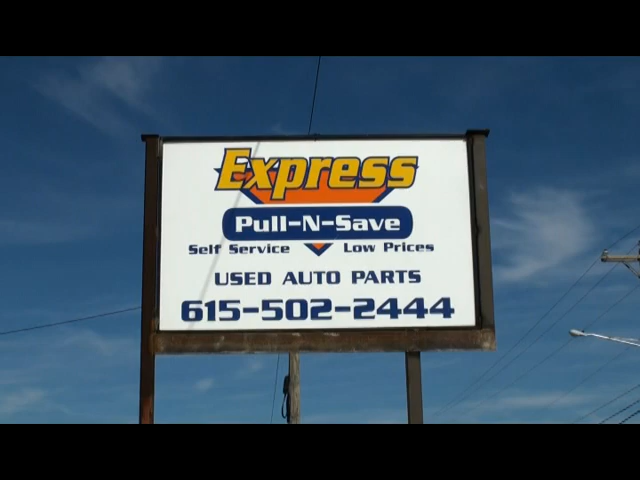 Express
Pull-N-Save
Self Service Low Prices
USED AUTO PARTS
615-502-2444